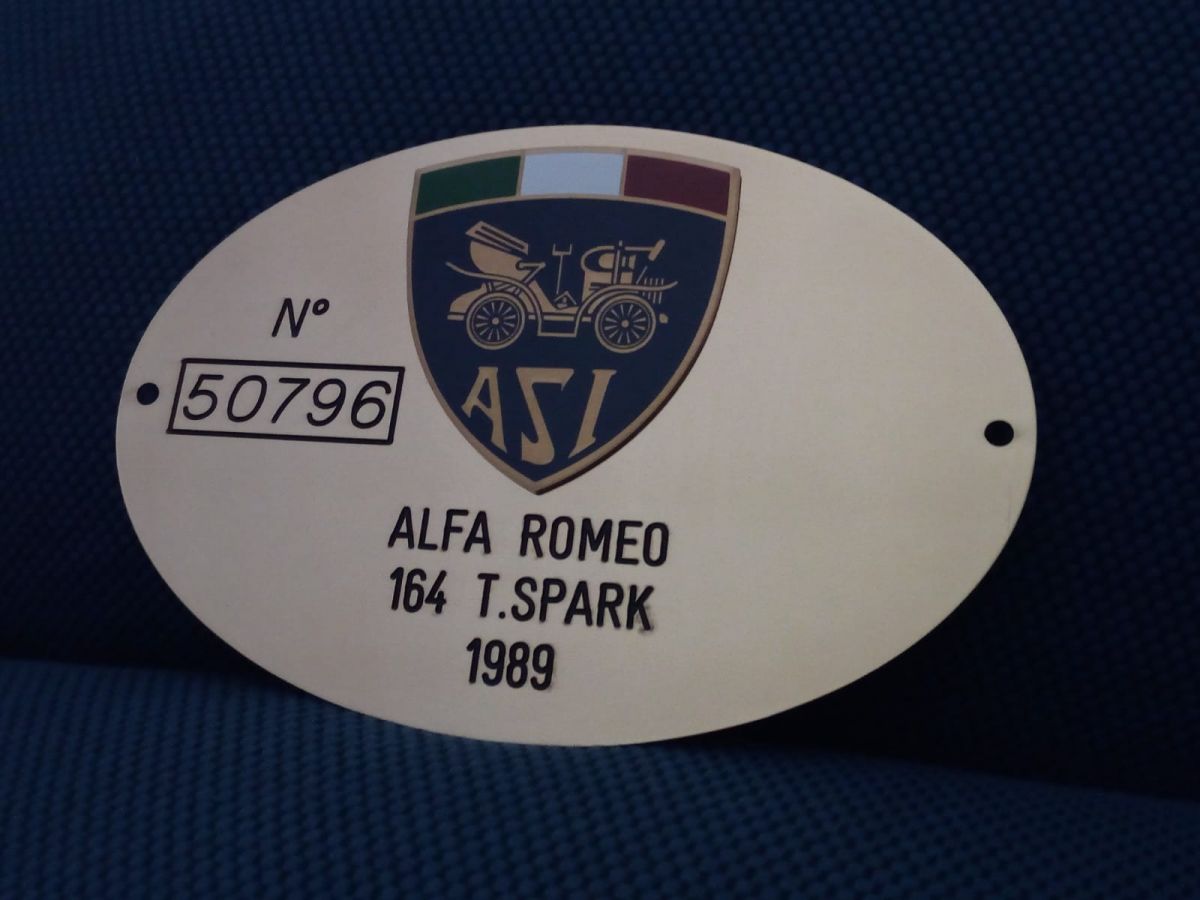 ASI
N°
50796
ALFA ROMEO
164 T.SPARK
1989